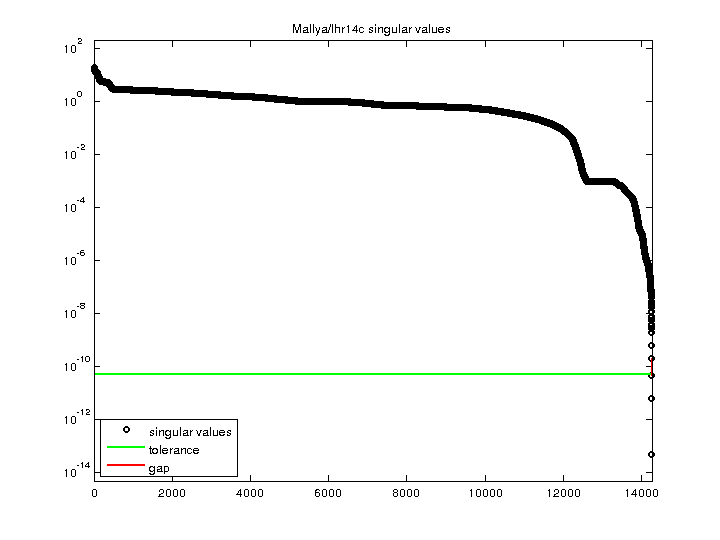 Mallya/lhr14c singular values
10^2
10^0
10^-2
10^-4
10^-6
10^-8
10^-10
10^-12
10^-14
singular values
tolerance
gap
0 2000 4000 6000 8000 10000 12000 14000